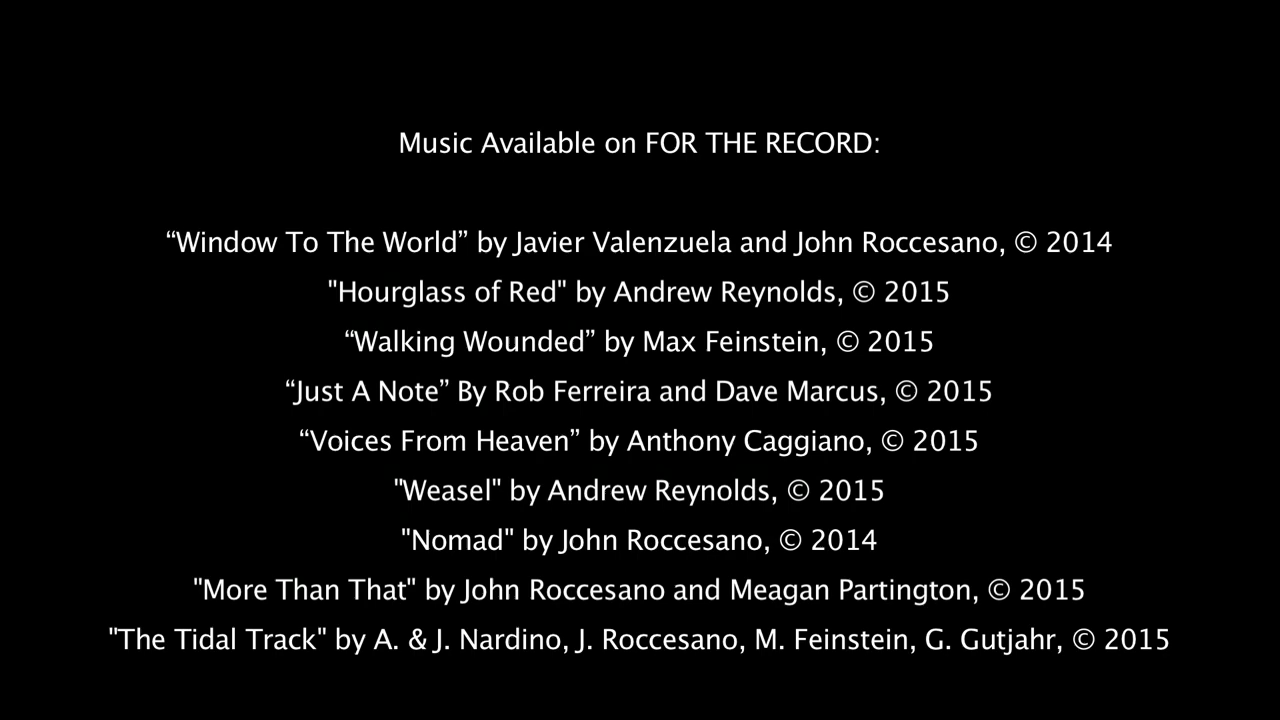 Music Available on FOR THE RECORD:
“Window To The World” by Javier Valenzuela and John Roccesano, © 2014
"Hourglass of Red" by Andrew Reynolds, © 2015
“Walking Wounded” by Max Feinstein, © 2015
“Just A Note” By Rob Ferreira and Dave Marcus, © 2015
“Voices From Heaven” by Anthony Caggiano, © 2015
"Weasel" by Andrew Reynolds, © 2015
"Nomad" by John Roccesano, © 2014
"More Than That" by John Roccesano and Meagan Partington, © 2015
"The Tidal Track" by A. & J. Nardino, J. Roccesano, M. Feinstein, G. Gutjahr, © 2015